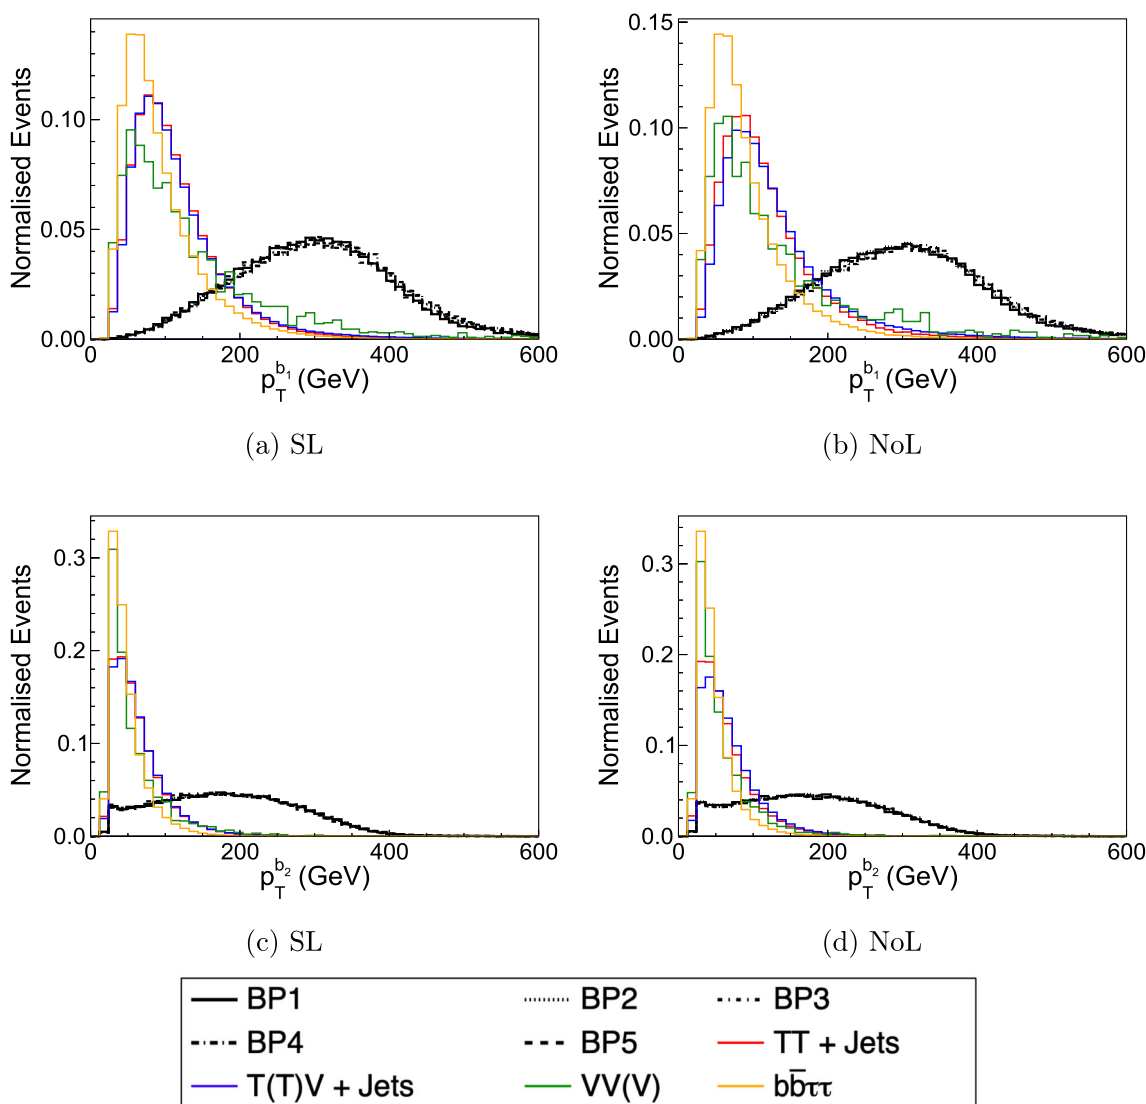 Normalised Events
0.10
0.05
0.00
0 200 400 600
p_T^{b_1} (GeV)
(a) SL
Normalised Events
0.15
0.10
0.05
0.00
0 200 400 600
p_T^{b_1} (GeV)
(b) NoL
Normalised Events
0.3
0.2
0.1
0.0
0 200 400 600
p_T^{b_2} (GeV)
(c) SL
Normalised Events
0.3
0.2
0.1
0.0
0 200 400 600
p_T^{b_2} (GeV)
(d) NoL
BP1 BP2 BP3
BP4 BP5 TT + Jets
T(T)V + Jets VV(V) bb̄ττ